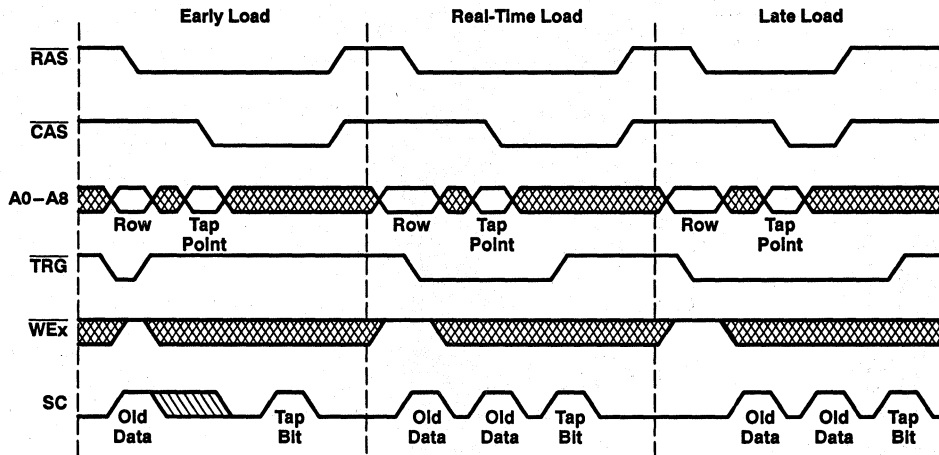 Early Load Real-Time Load Late Load
RAS
CAS
A0–A8
Row Tap Point Row Tap Point Row Tap Point
TRG
WEx
SC
Old Data Tap Bit Old Data Old Data Tap Bit Old Data Old Data Tap Bit